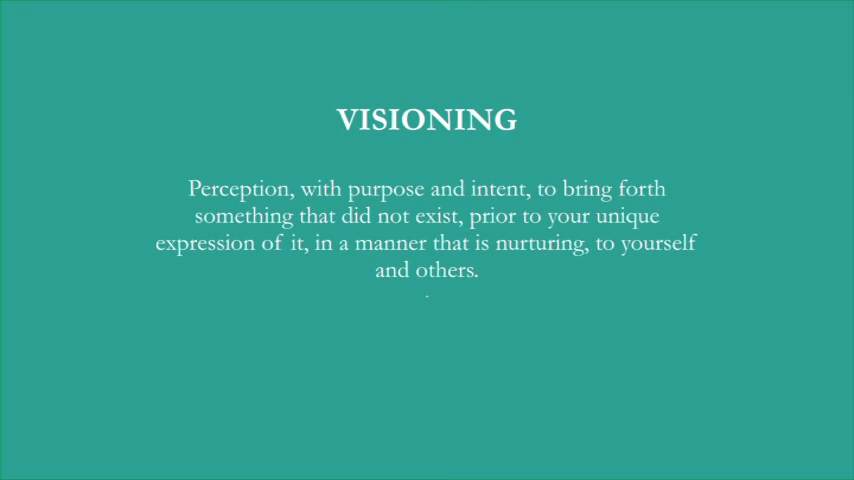 VISIONING
Perception, with purpose and intent, to bring forth
something that did not exist, prior to your unique
expression of it, in a manner that is nurturing, to yourself
and others.
.